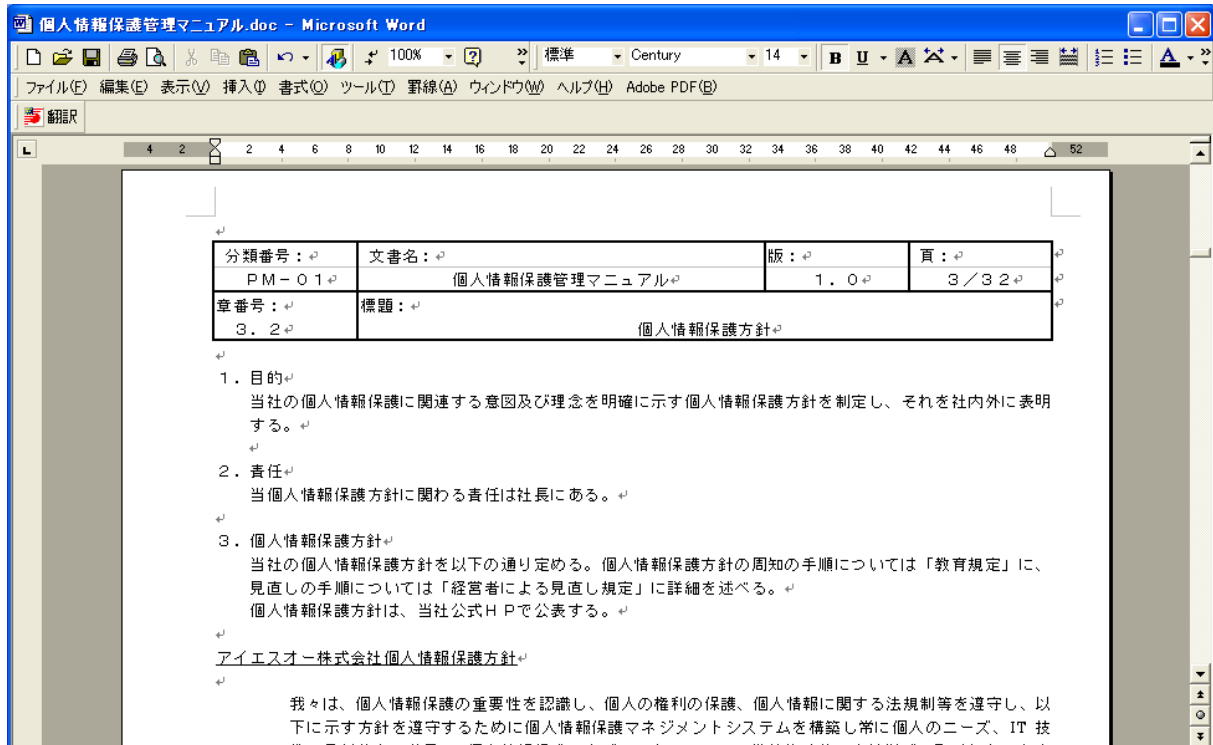 個人情報保護管理マニュアル.doc - Microsoft Word
100% 標準 Century 14 B U A A
ファイル(F) 編集(E) 表示(V) 挿入(I) 書式(O) ツール(T) 罫線(A) ウィンドウ(W) ヘルプ(H) Adobe PDF(B)
翻訳
4 2 2 4 6 8 10 12 14 16 18 20 22 24 26 28 30 32 34 36 38 40 42 44 46 48 52
分類番号： 文書名： 版： 頁：
ＰＭ－０１ 個人情報保護管理マニュアル １．０ ３／３２
章番号： 標題：
３．２ 個人情報保護方針
１．目的
当社の個人情報保護に関連する意図及び理念を明確に示す個人情報保護方針を制定し、それを社内外に表明
する。
２．責任
当個人情報保護方針に関わる責任は社長にある。
３．個人情報保護方針
当社の個人情報保護方針を以下の通り定める。個人情報保護方針の周知の手順については「教育規定」に、
見直しの手順については「経営者による見直し規定」に詳細を述べる。
個人情報保護方針は、当社公式ＨＰで公表する。
アイエスオー株式会社個人情報保護方針
我々は、個人情報保護の重要性を認識し、個人の権利の保護、個人情報に関する法規制等を遵守し、以
下に示す方針を遵守するために個人情報保護マネジメントシステムを構築し常に個人のニーズ、IT 技